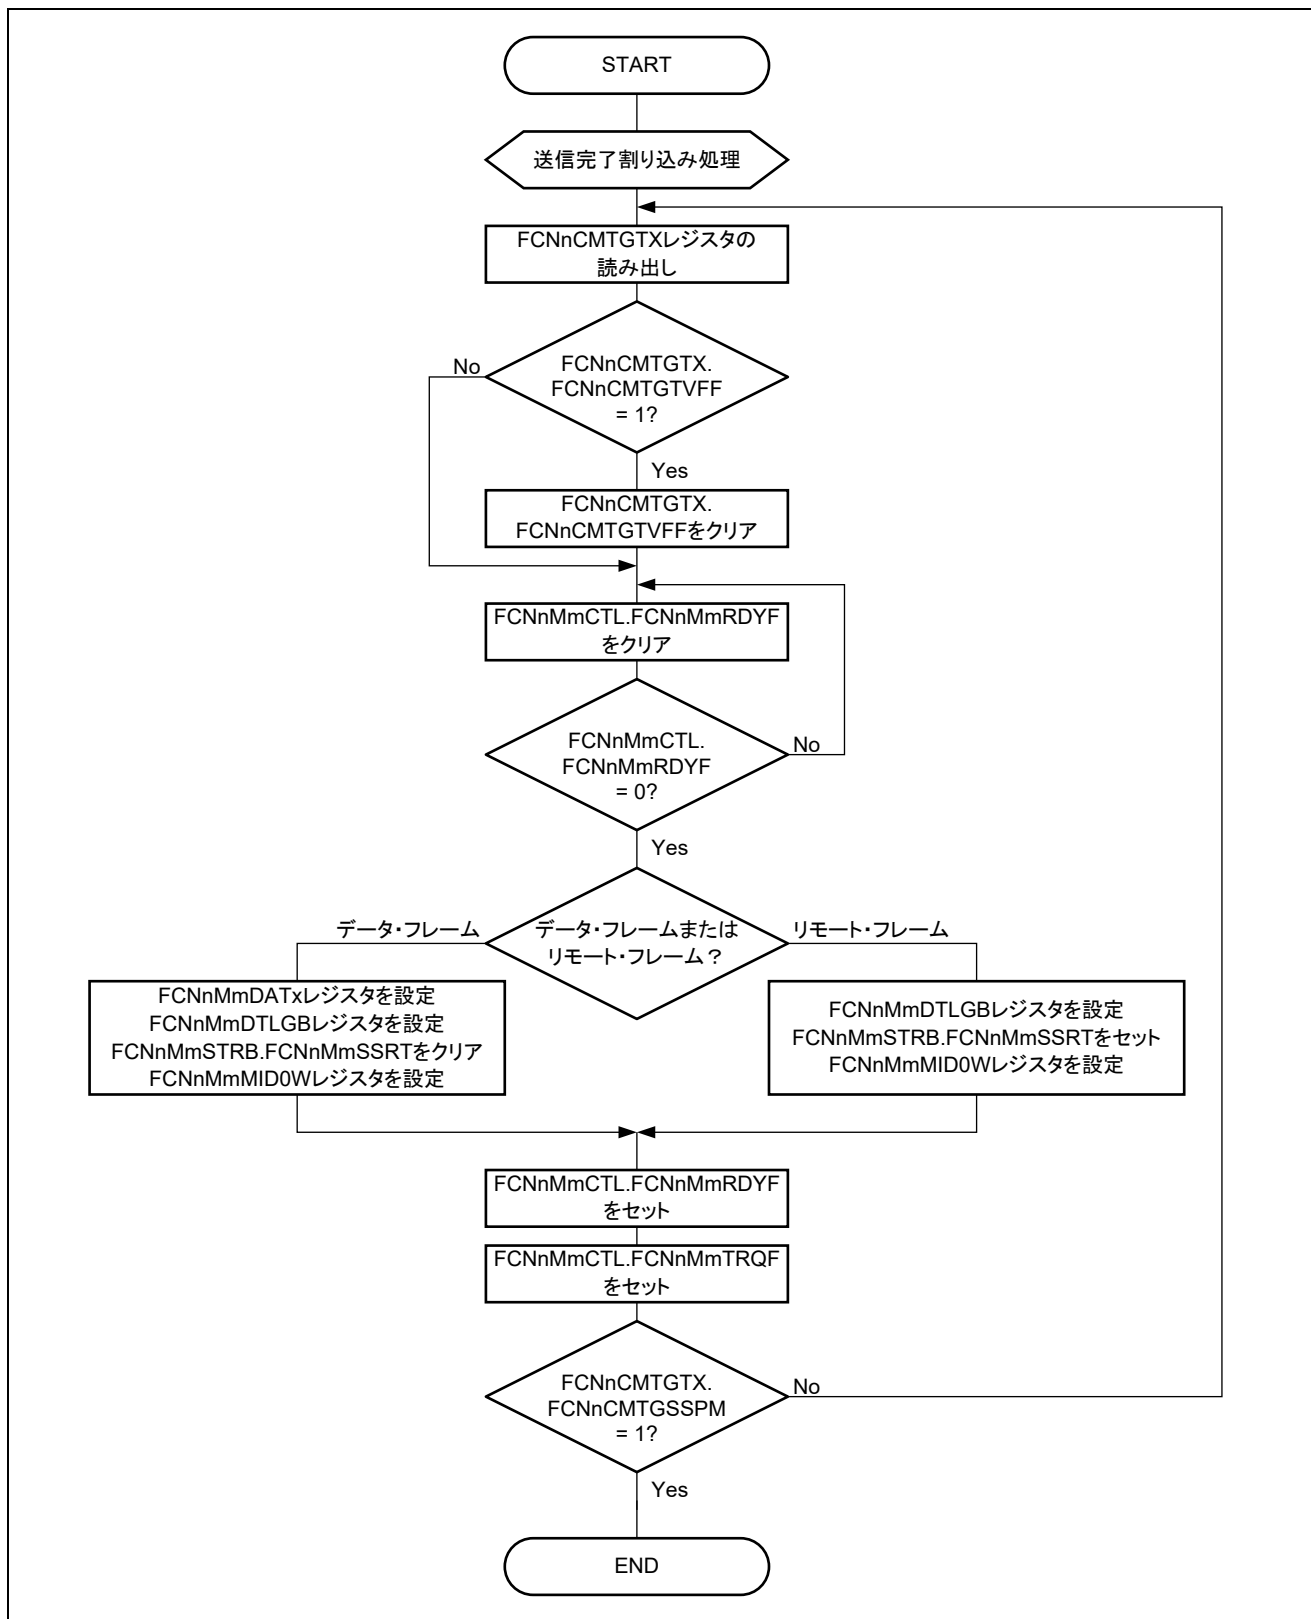 START
送信完了割り込み処理
FCNnCMTGTXレジスタの
読み出し
FCNnCMTGTX.
FCNnCMTGTVFF
= 1?
No
Yes
FCNnCMTGTX.
FCNnCMTGTVFFをクリア
FCNnMmCTL.FCNnMmRDYF
をクリア
FCNnMmCTL.
FCNnMmRDYF
= 0?
No
Yes
データ・フレームまたは
リモート・フレーム？
データ・フレーム
リモート・フレーム
FCNnMmDATxレジスタを設定
FCNnMmDTLGBレジスタを設定
FCNnMmSTRB.FCNnMmSSRTをクリア
FCNnMmMID0Wレジスタを設定
FCNnMmDTLGBレジスタを設定
FCNnMmSTRB.FCNnMmSSRTをセット
FCNnMmMID0Wレジスタを設定
FCNnMmCTL.FCNnMmRDYF
をセット
FCNnMmCTL.FCNnMmTRQF
をセット
FCNnCMTGTX.
FCNnCMTGSSPM
= 1?
No
Yes
END